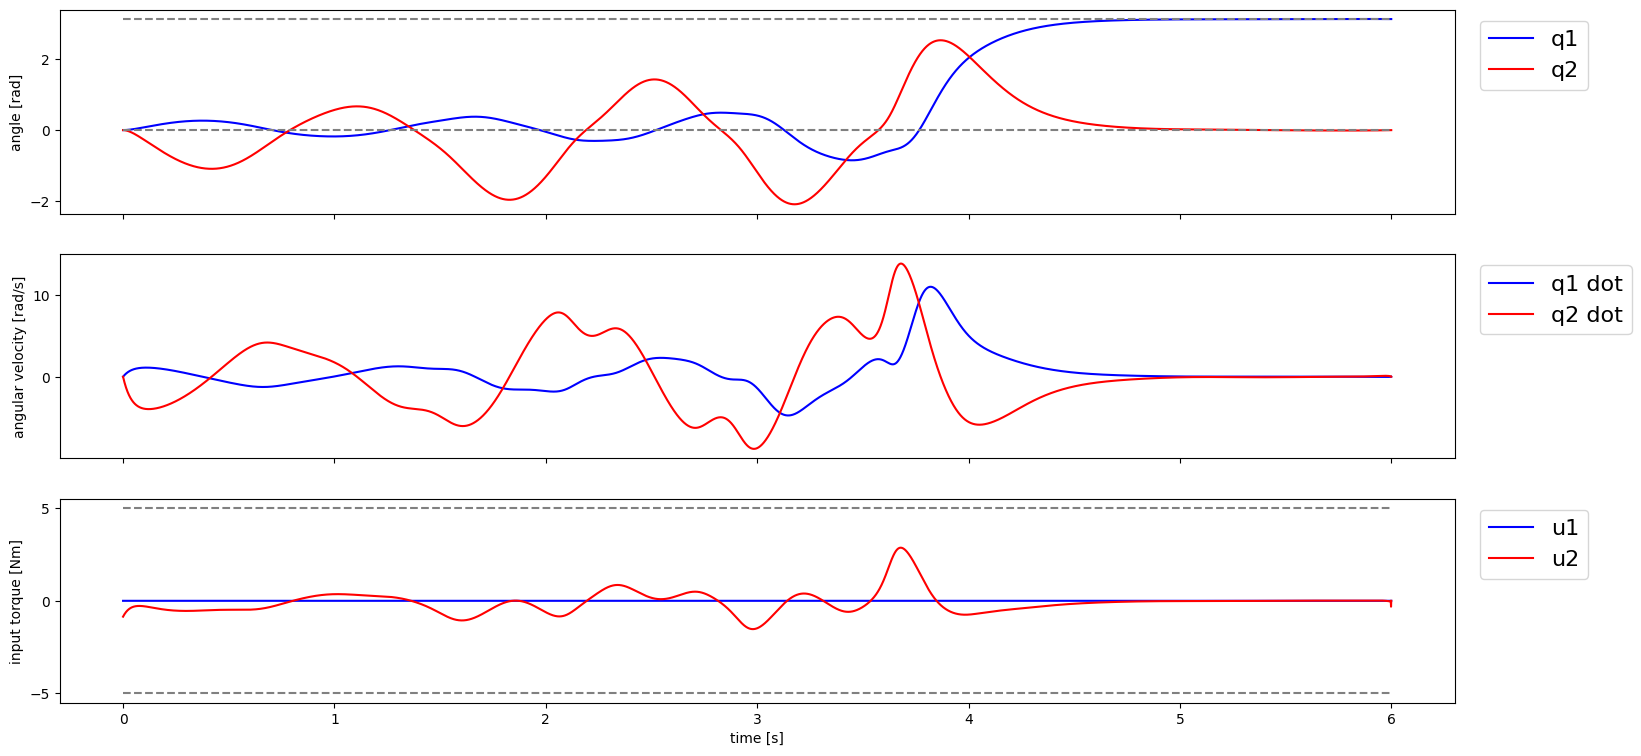 angle [rad]
2
0
−2
q1
q2
angular velocity [rad/s]
10
0
q1 dot
q2 dot
input torque [Nm]
5
0
−5
u1
u2
0 1 2 3 4 5 6
time [s]